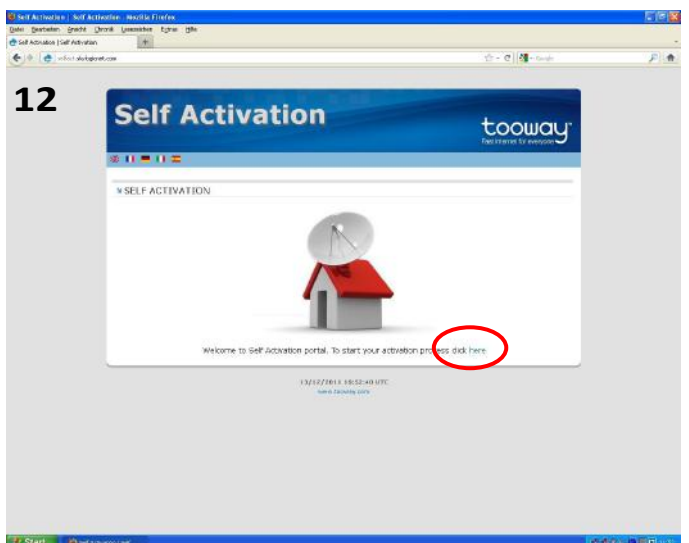 Self Activation | Self Activation - Mozilla Firefox
Datei Bearbeiten Ansicht Chronik Lesezeichen Extras Hilfe
Self Activation | Self Activation
12
Self Activation
tooway
Fast internet for everyone
SELF ACTIVATION
Welcome to Self Activation portal. To start your activation process click here
www.tooway.com
Start